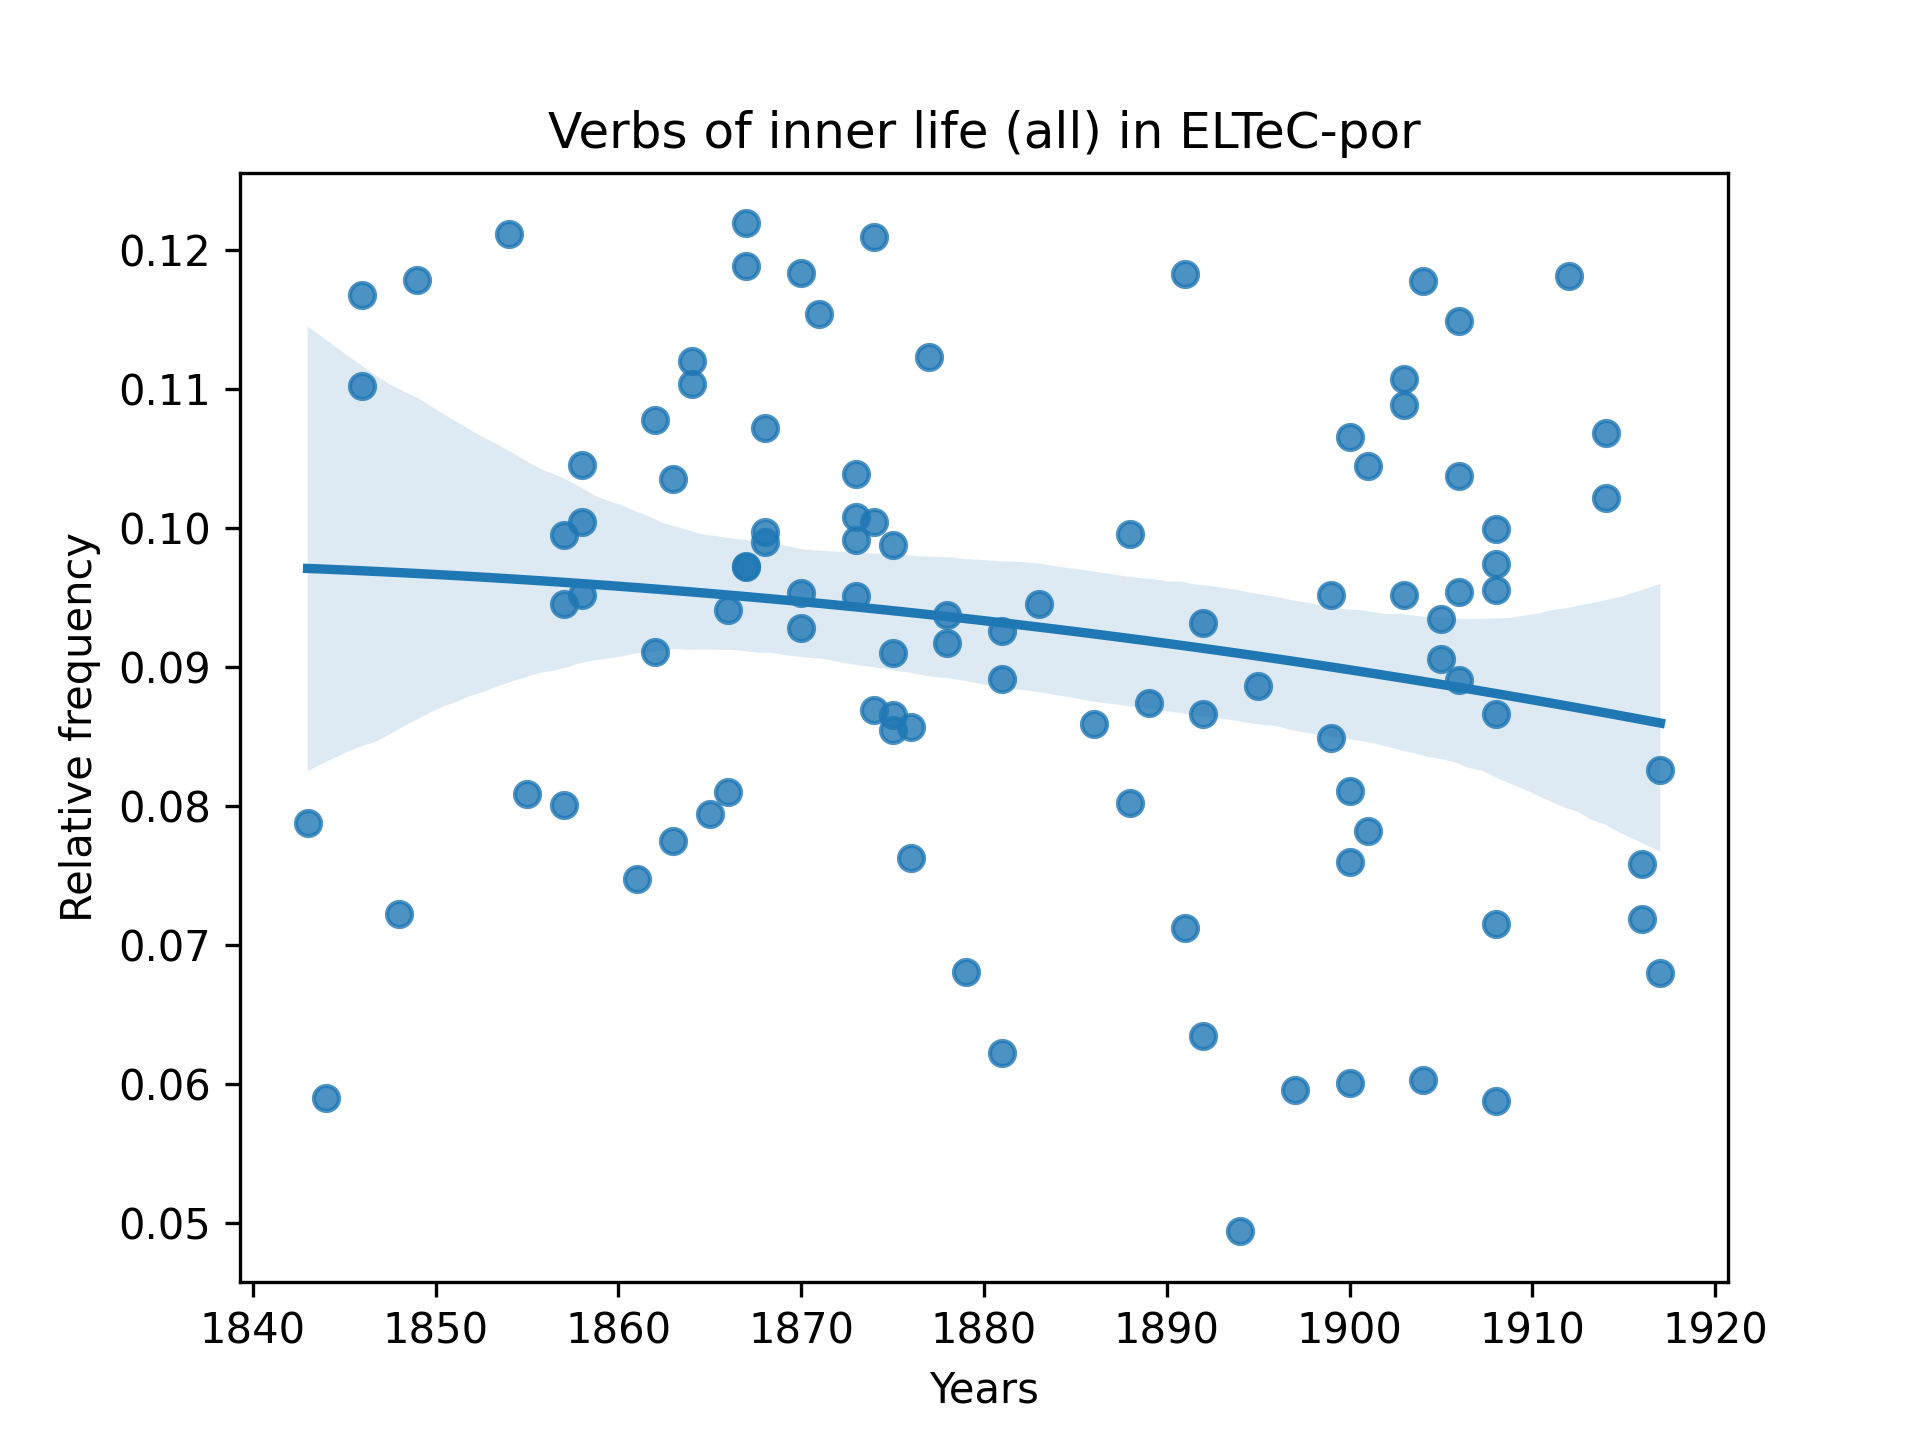 Verbs of inner life (all) in ELTeC-por
0.12
0.11
0.10
0.09
0.08
0.07
0.06
0.05
Relative frequency
1840 1850 1860 1870 1880 1890 1900 1910 1920
Years